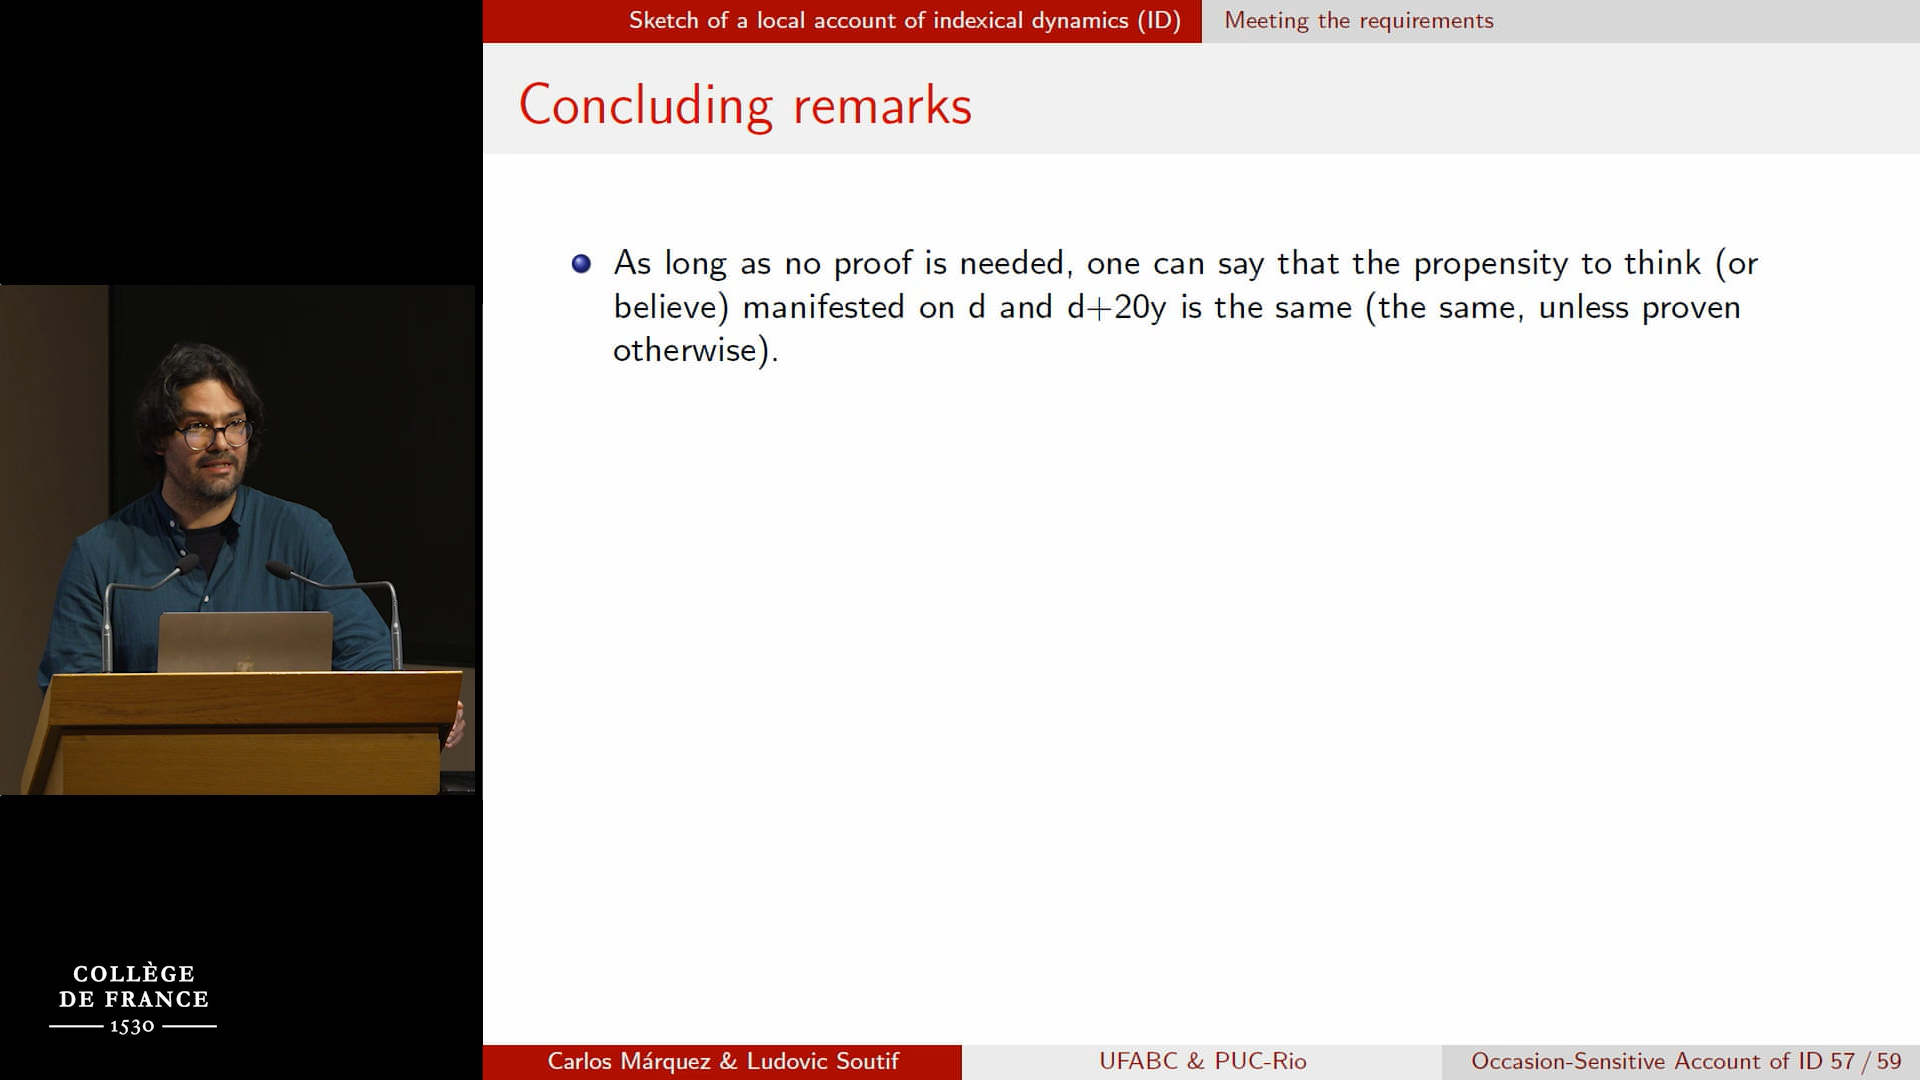 Sketch of a local account of indexical dynamics (ID)
Meeting the requirements
Concluding remarks
As long as no proof is needed, one can say that the propensity to think (or
believe) manifested on d and d+20y is the same (the same, unless proven
otherwise).
COLLÈGE
DE FRANCE
1530
Carlos Márquez & Ludovic Soutif
UFABC & PUC-Rio
Occasion-Sensitive Account of ID 57 / 59